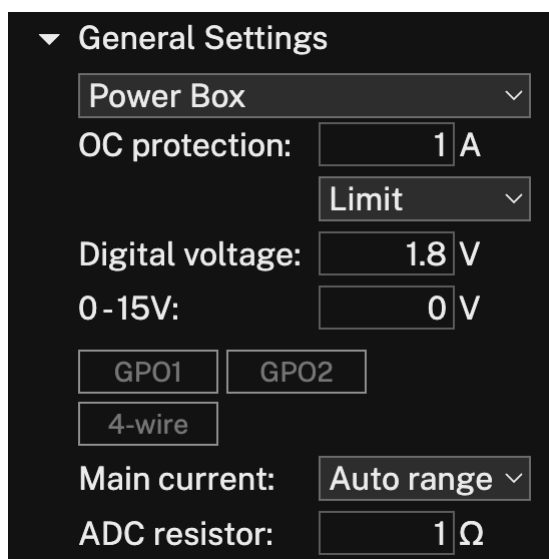 General Settings
Power Box
OC protection: 1 A
Limit
Digital voltage: 1.8 V
0-15V: 0 V
GPO1 GPO2
4-wire
Main current: Auto range
ADC resistor: 1 Ω